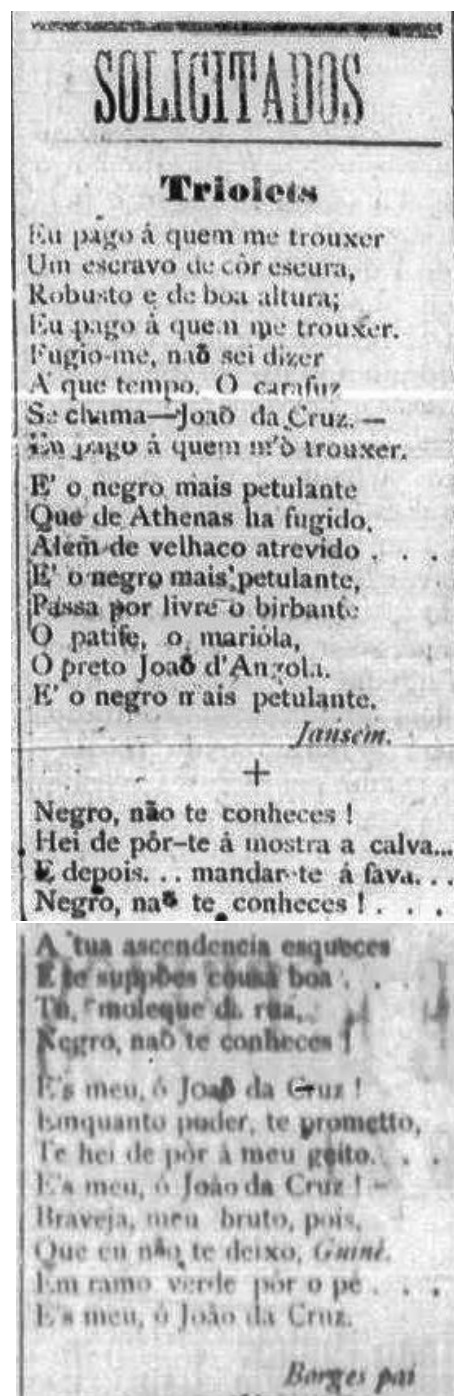 SOLICITADOS
Triolets
Eu pago á quem me trouxer
Um escravo de côr escura,
Robusto e de boa altura;
Eu pago á quem me trouxer.
Fugio-me, naõ sei dizer
A' que tempo. O carafuz
Se chama—Joaõ da Cruz.—
Eu pago á quem m'o trouxer.
E' o negro mais petulante
Que de Athenas ha fugido,
Alem de velhaco atrevido . . .
E' o negro mais petulante,
Passa por livre o birbante
O patife, o marióla,
O preto Joaõ d'Angola.
E' o negro mais petulante.
Jansem.
+
Negro, não te conheces !
Hei de pôr-te á mostra a calva...
E depois. . . mandar-te á fava. . .
Negro, naõ te conheces ! . . .
A tua ascendencia esqueces
E te suppões cousa boa . . .
Tu, moleque da rua,
Negro, naõ te conheces !
E's meu, ó Joaõ da Cruz !
Emquanto puder, te prometto,
Te hei de pôr á meu geito. . .
E's meu, ó João da Cruz ! —
Braveja, meu bruto, pois,
Que eu não te deixo, Guiné.
Em ramo verde pôr o pé . . .
E's meu, ó João da Cruz.
Borges pai